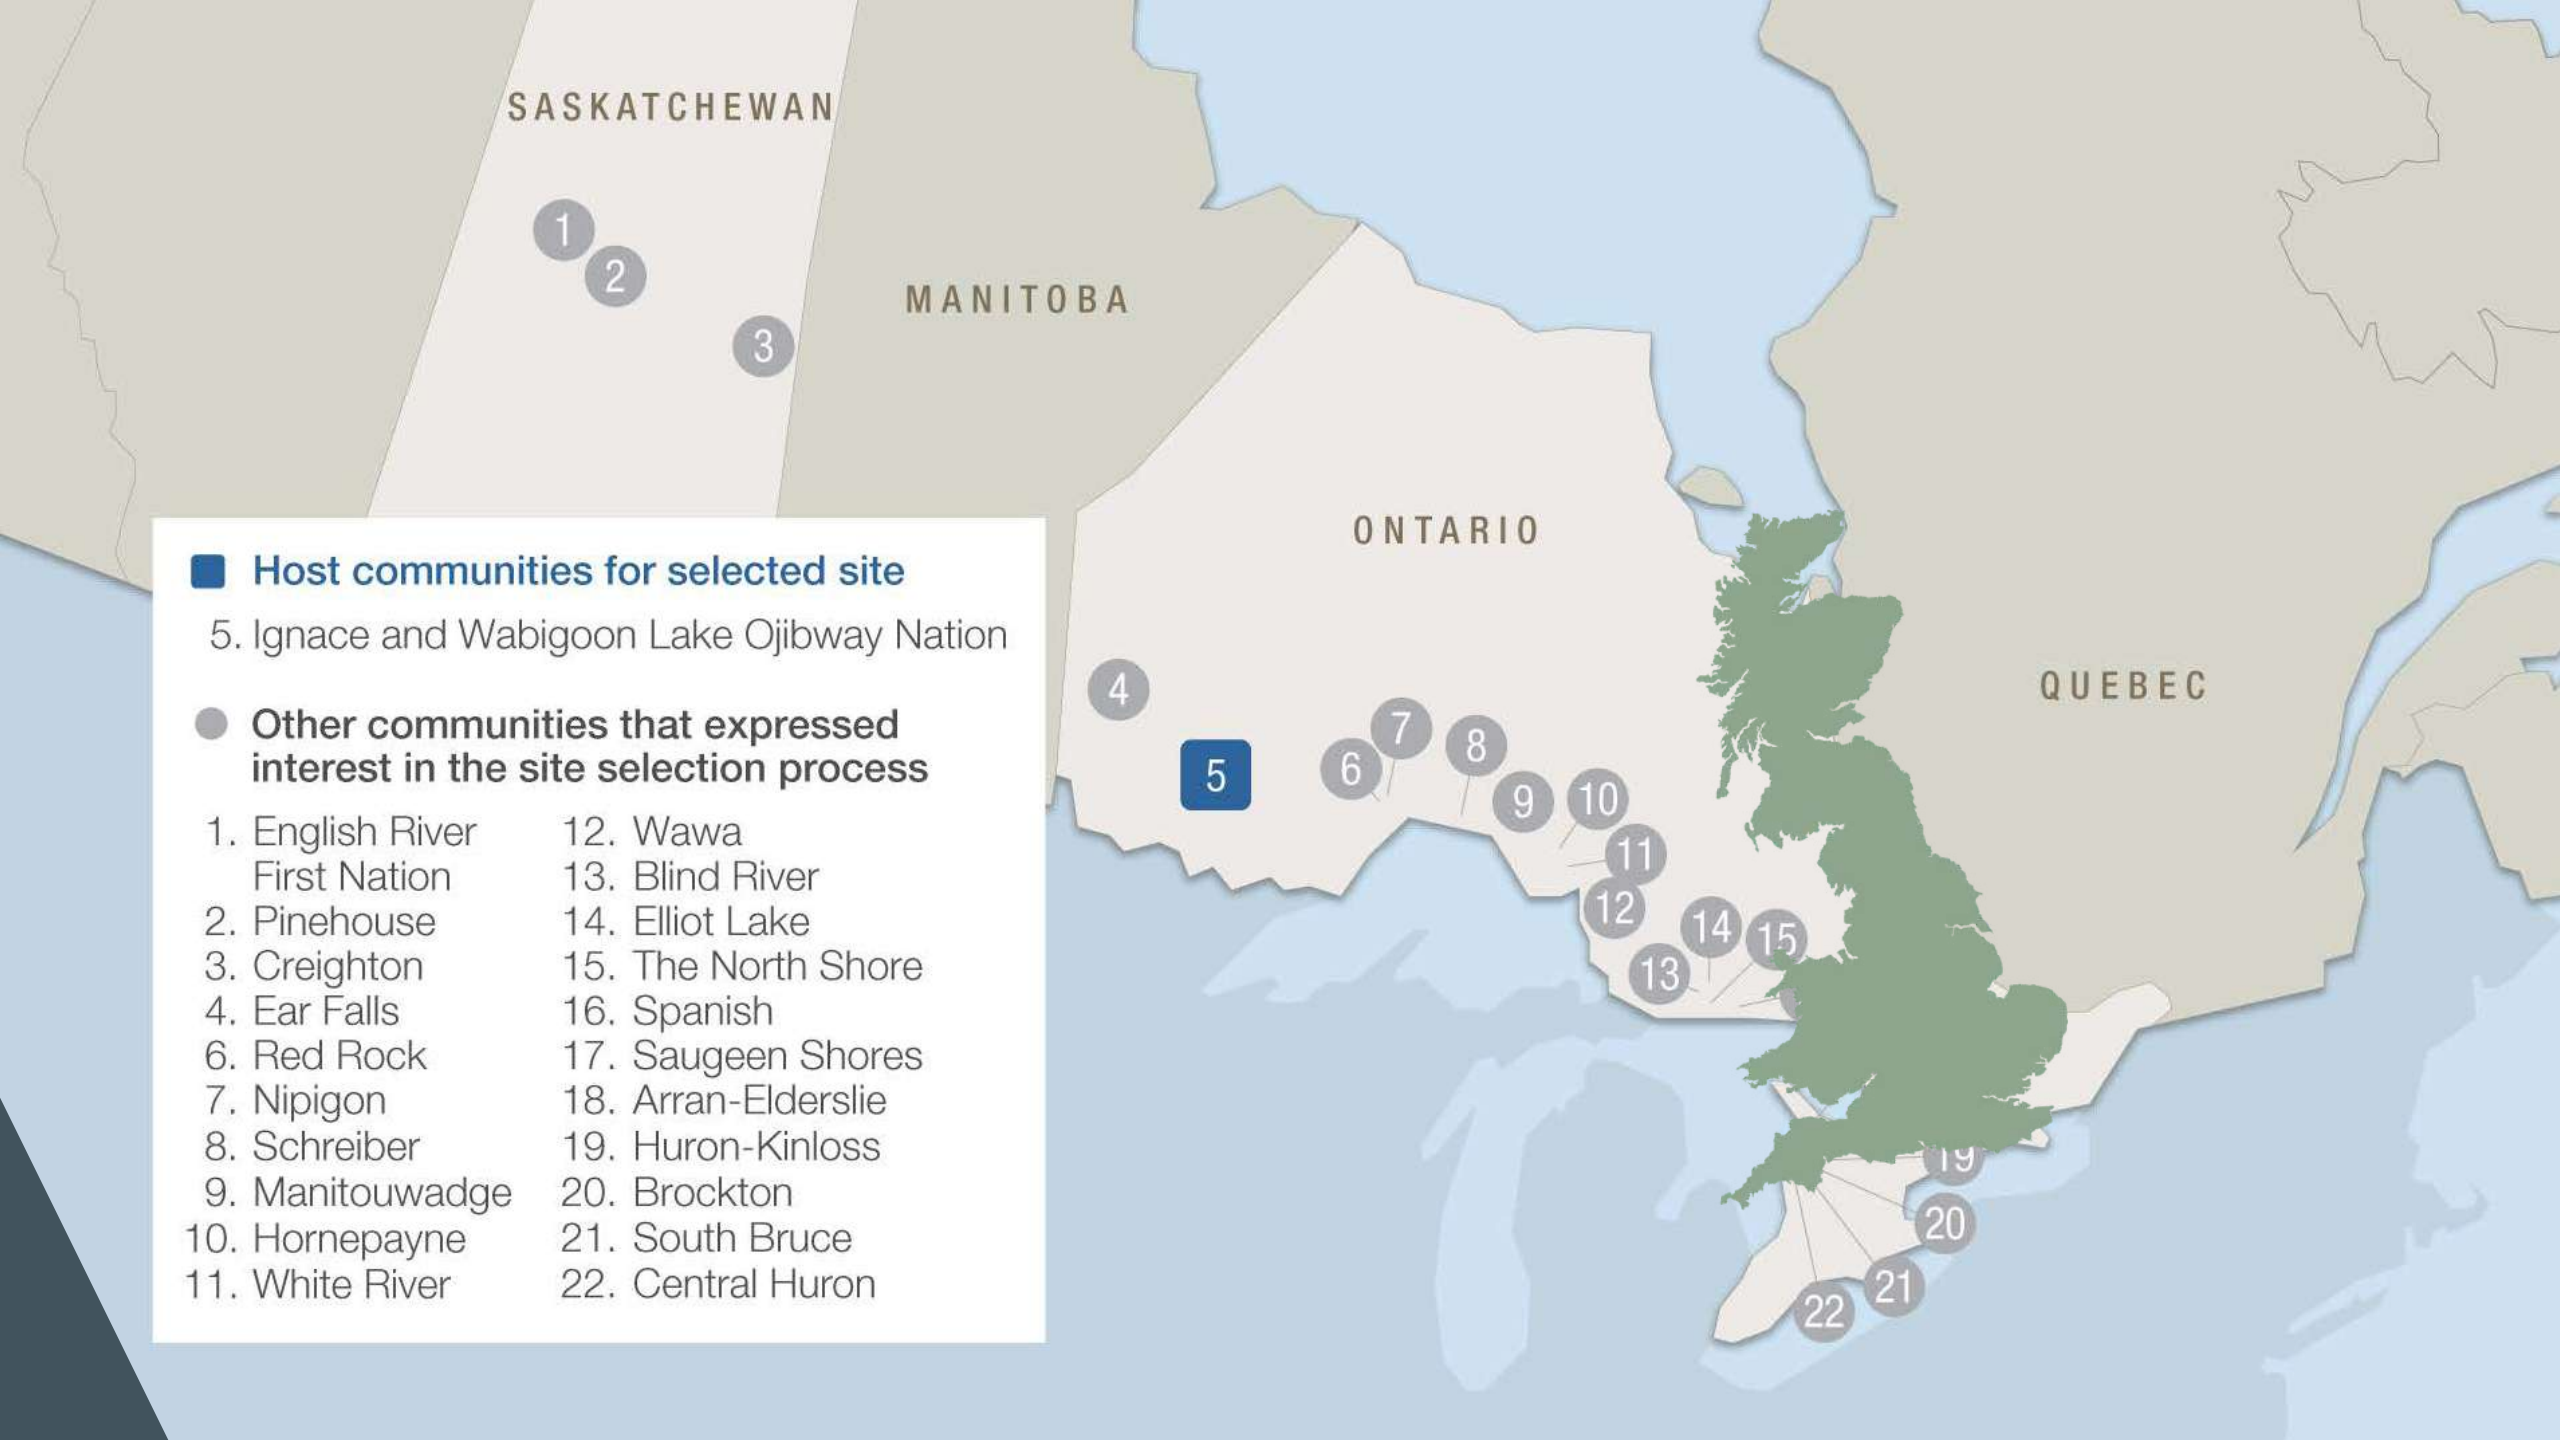 SASKATCHEWAN
MANITOBA
ONTARIO
QUEBEC
1
2
3
4
5
6
7
8
9
10
11
12
13
14
15
19
20
21
22
Host communities for selected site
5. Ignace and Wabigoon Lake Ojibway Nation
Other communities that expressed
interest in the site selection process
1. English River
First Nation
2. Pinehouse
3. Creighton
4. Ear Falls
6. Red Rock
7. Nipigon
8. Schreiber
9. Manitouwadge
10. Hornepayne
11. White River
12. Wawa
13. Blind River
14. Elliot Lake
15. The North Shore
16. Spanish
17. Saugeen Shores
18. Arran-Elderslie
19. Huron-Kinloss
20. Brockton
21. South Bruce
22. Central Huron